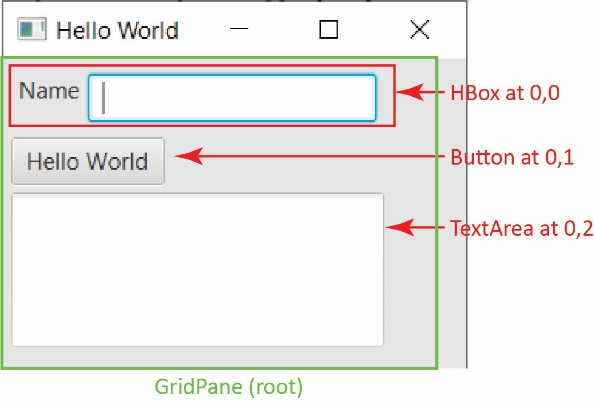 Hello World
Name
HBox at 0,0
Hello World
Button at 0,1
TextArea at 0,2
GridPane (root)